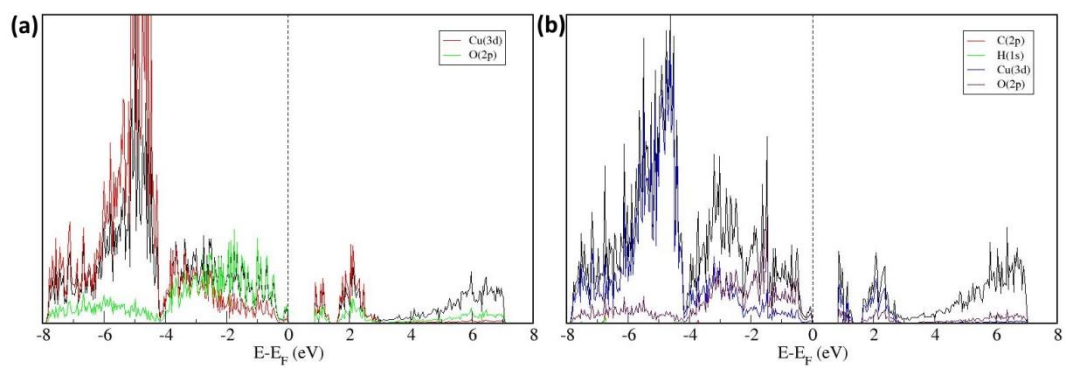 (a)
Cu(3d)
O(2p)
-8 -6 -4 -2 0 2 4 6 8
E-E_F (eV)
(b)
C(2p)
H(1s)
Cu(3d)
O(2p)
-8 -6 -4 -2 0 2 4 6 8
E-E_F (eV)